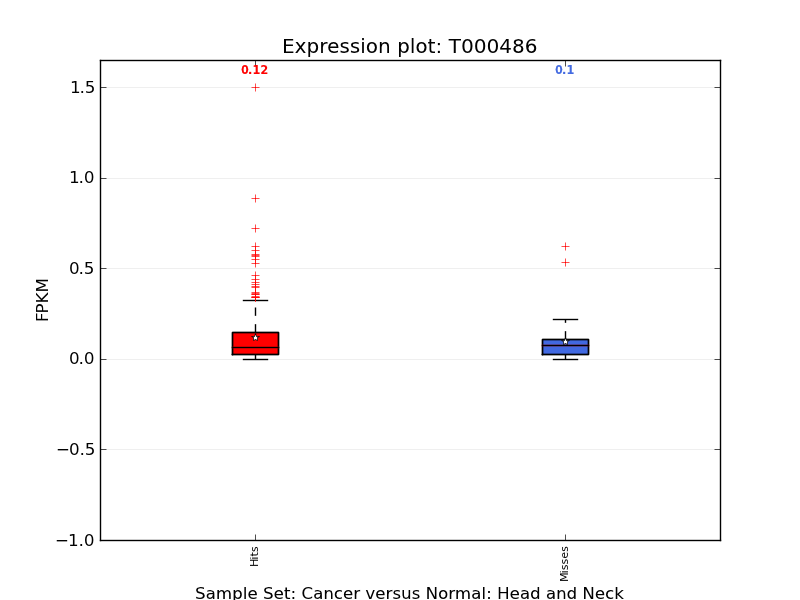 Expression plot: T000486
0.12
0.1
1.5
1.0
0.5
0.0
−0.5
−1.0
FPKM
Hits
Misses
Sample Set: Cancer versus Normal: Head and Neck